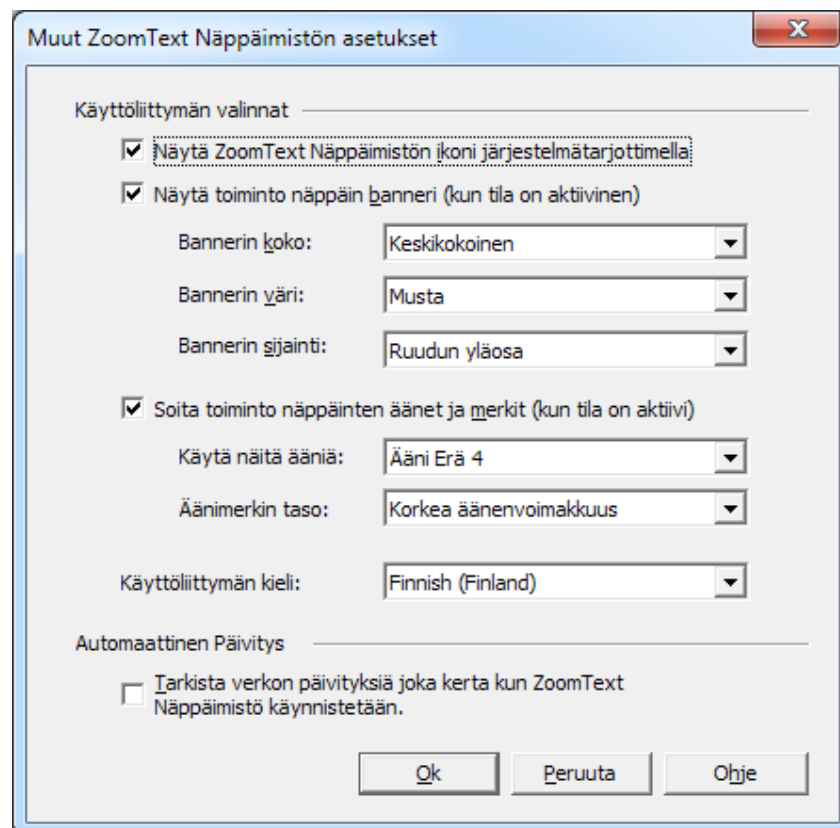 Muut ZoomText Näppäimistön asetukset
Käyttöliittymän valinnat
Näytä ZoomText Näppäimistön ikoni järjestelmätarjottimella
Näytä toiminto näppäin banneri (kun tila on aktiivinen)
Bannerin koko: Keskikokoinen
Bannerin väri: Musta
Bannerin sijainti: Ruudun yläosa
Soita toiminto näppäinten äänet ja merkit (kun tila on aktiivi)
Käytä näitä ääniä: Ääni Erä 4
Äänimerkin taso: Korkea äänenvoimakkuus
Käyttöliittymän kieli: Finnish (Finland)
Automaattinen Päivitys
Tarkista verkon päivityksiä joka kerta kun ZoomText
Näppäimistö käynnistetään.
Ok Peruuta Ohje